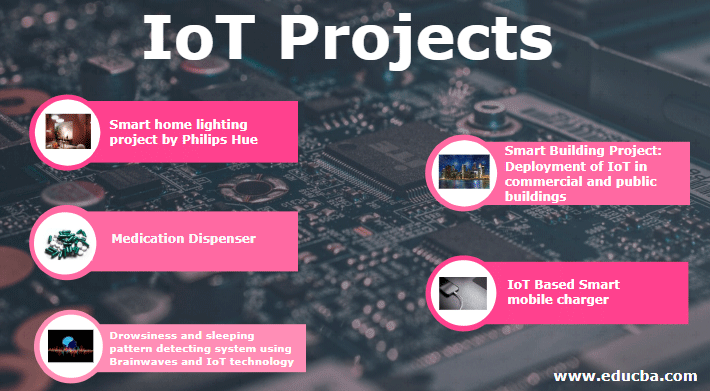 IoT Projects
Smart home lighting
project by Philips Hue
Medication Dispenser
Drowsiness and sleeping
pattern detecting system using
Brainwaves and IoT technology
Smart Building Project:
Deployment of IoT in
commercial and public
buildings
IoT Based Smart
mobile charger
www.educba.com